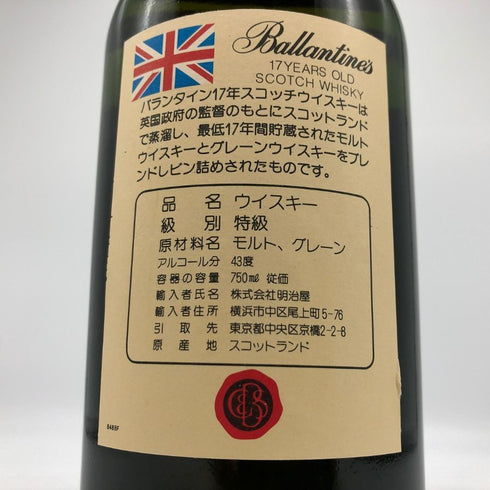 Ballantine's
17YEARS OLD
SCOTCH WHISKY
バランタイン17年スコッチウイスキーは
英国政府の監督のもとにスコットランド
で蒸溜し、最低17年間貯蔵されたモルト
ウイスキーとグレーンウイスキーをブレ
ンドしビン詰めされたものです。
品名 ウイスキー
級別 特級
原材料名 モルト、グレーン
アルコール分 43度
容器の容量 750ml 従価
輸入者氏名 株式会社明治屋
輸入者住所 横浜市中区尾上町5-76
引取先 東京都中央区京橋2-2-8
原産地 スコットランド